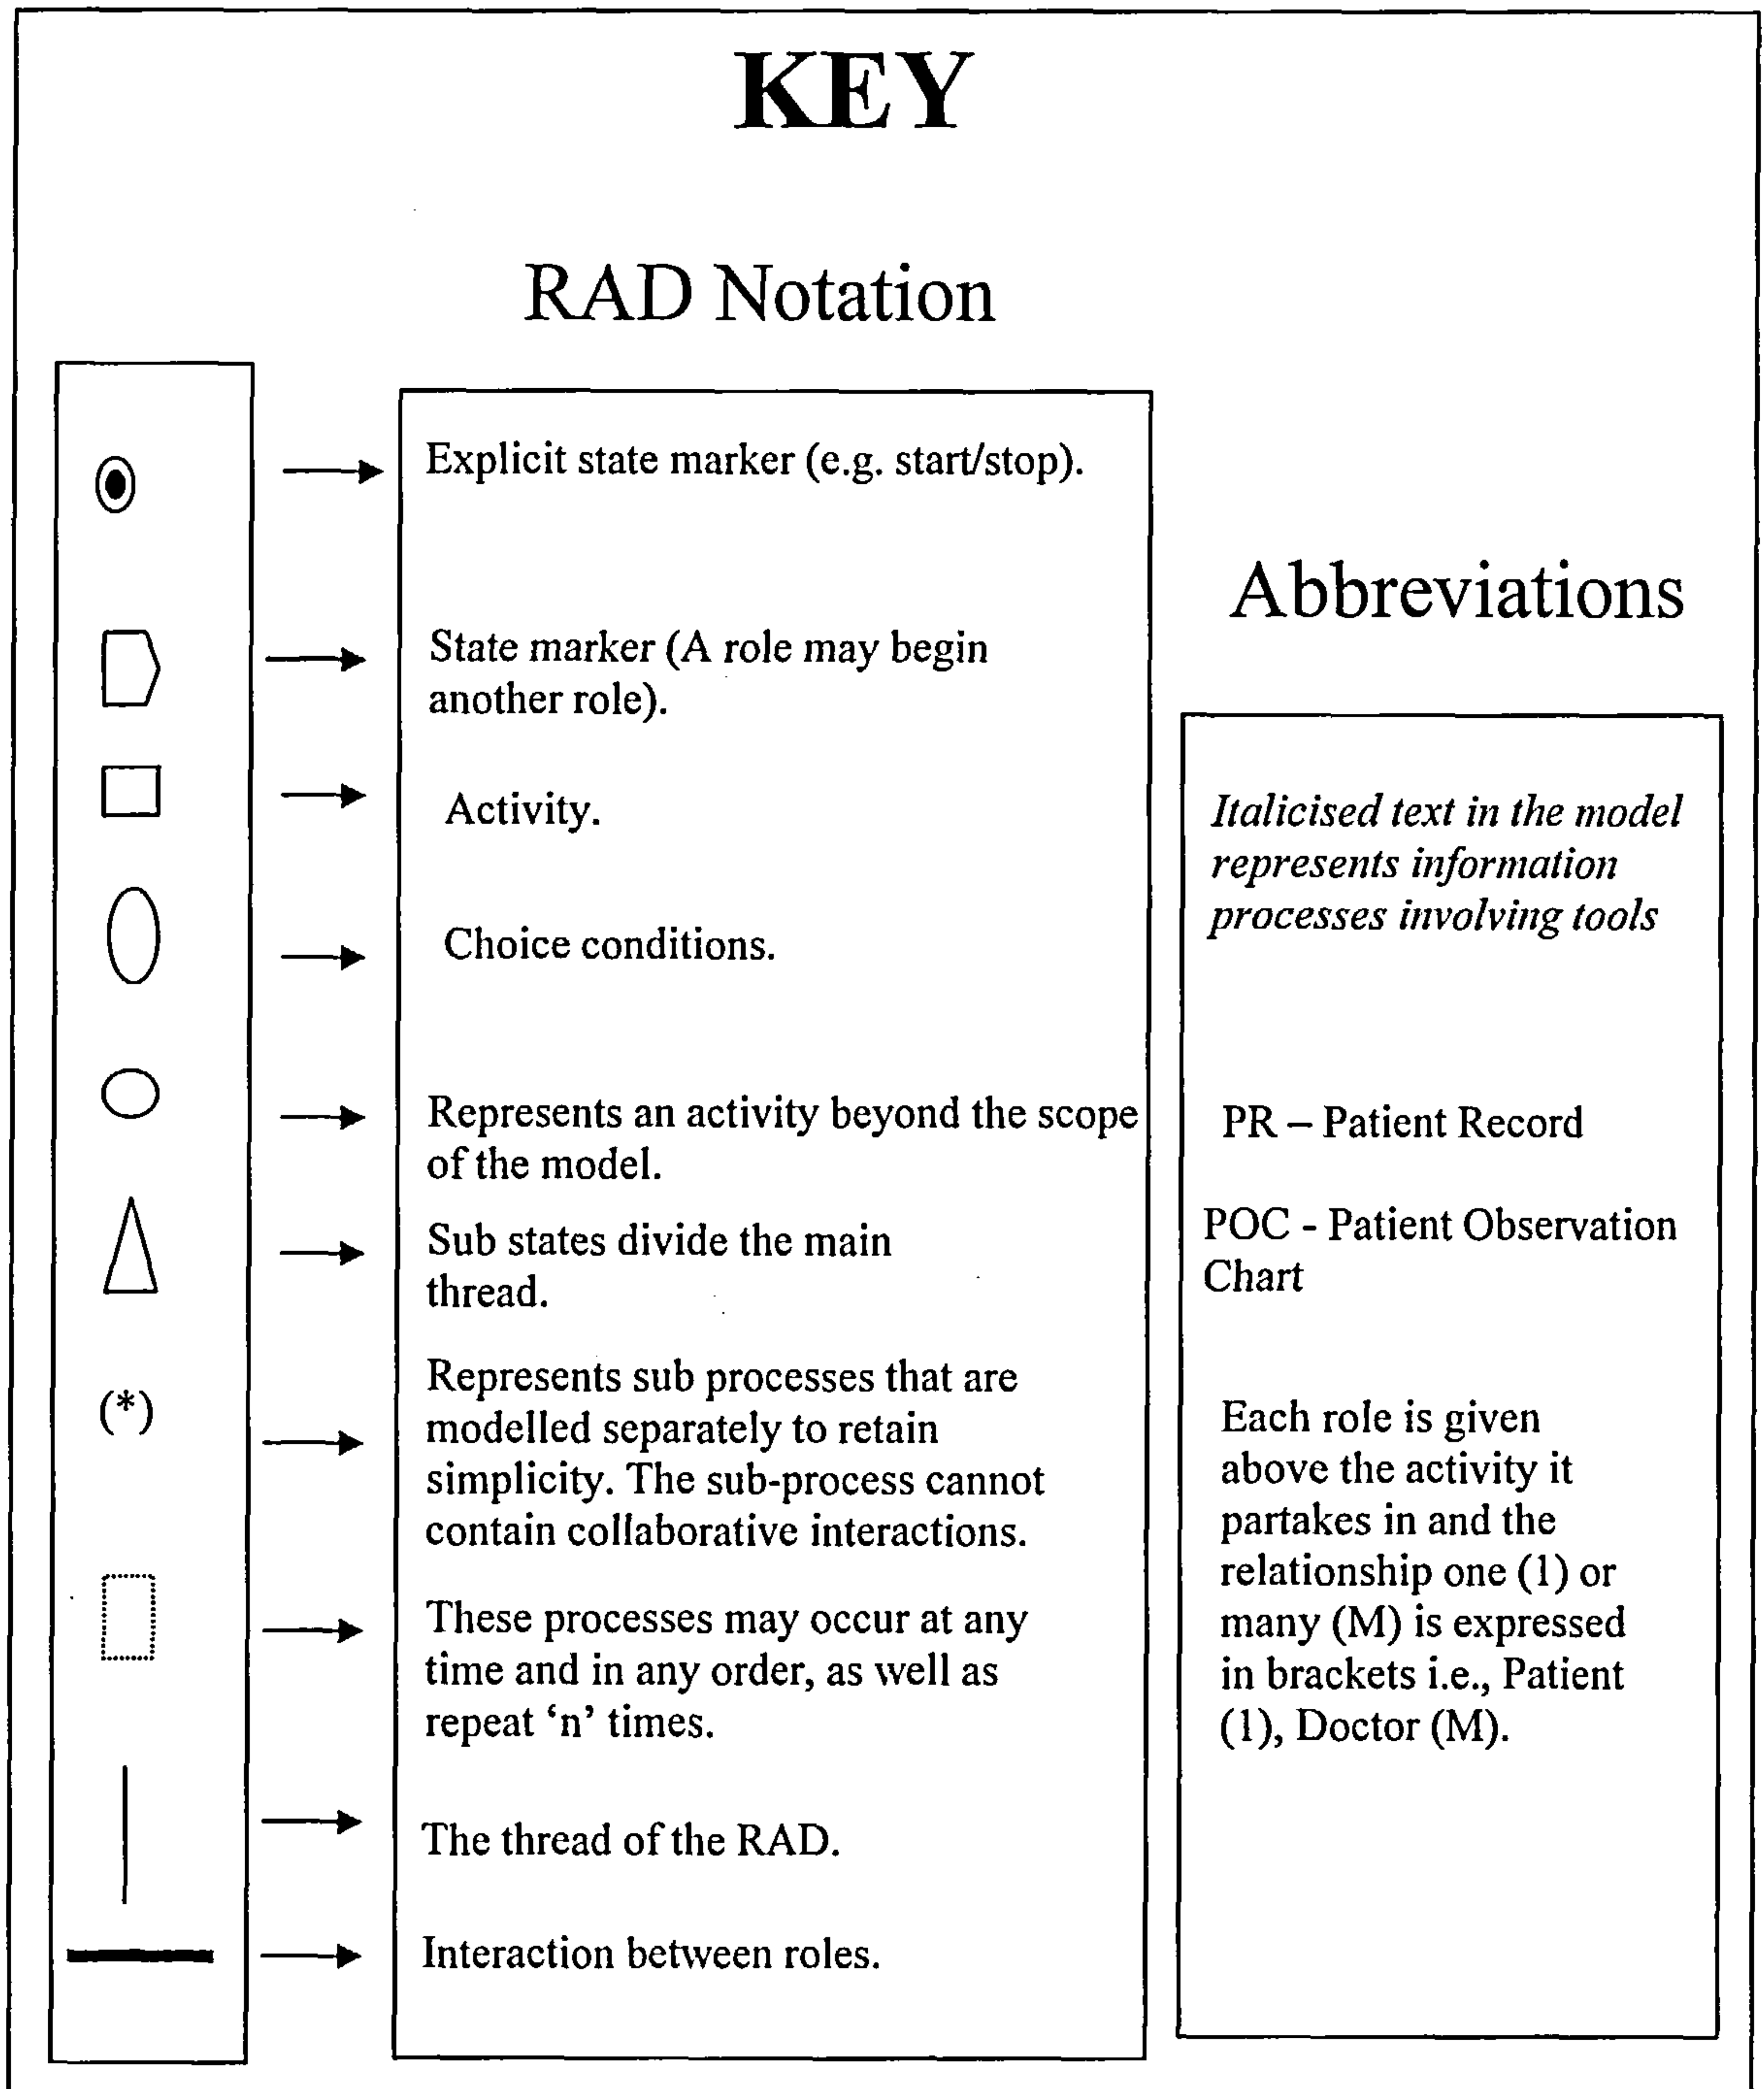 KEY
RAD Notation
Explicit state marker (e.g. start/stop).
State marker (A role may begin
another role).
Activity.
Choice conditions.
Represents an activity beyond the scope
of the model.
Sub states divide the main
thread.
(*)
Represents sub processes that are
modelled separately to retain
simplicity. The sub-process cannot
contain collaborative interactions.
These processes may occur at any
time and in any order, as well as
repeat ‘n’ times.
The thread of the RAD.
Interaction between roles.
Abbreviations
Italicised text in the model
represents information
processes involving tools
PR – Patient Record
POC - Patient Observation
Chart
Each role is given
above the activity it
partakes in and the
relationship one (1) or
many (M) is expressed
in brackets i.e., Patient
(1), Doctor (M).